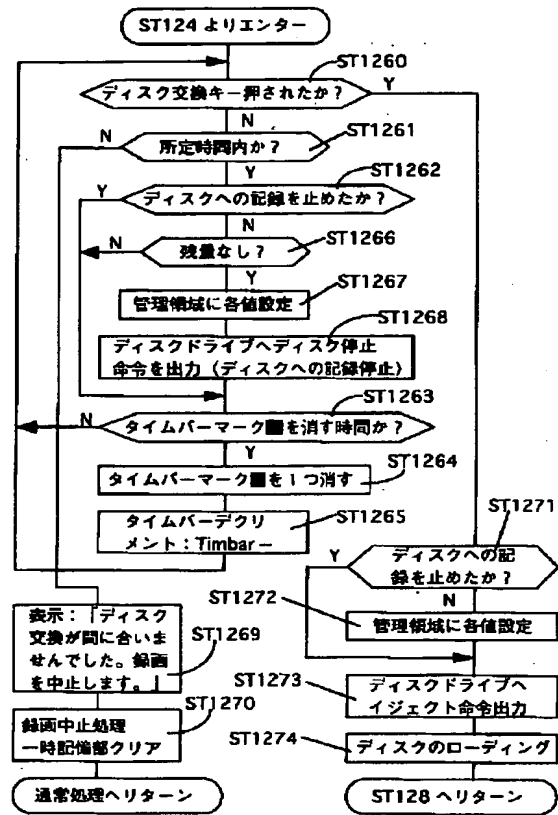 ST124 よりエンター
ST1260
ディスク交換キー押されたか？
Y
N
ST1261
N
所定時間内か？
Y
ST1262
Y
ディスクへの記録を止めたか？
N
ST1266
N
残量なし？
Y
ST1267
管理領域に各値設定
ST1268
ディスクドライブへディスク停止
命令を出力（ディスクへの記録停止）
ST1263
N
タイムバーマーク■を消す時間か？
Y
ST1264
タイムバーマーク■を１つ消す
ST1265
タイムバーデクリ
メント：Timbar－
ST1271
Y
ディスクへの記
録を止めたか？
N
ST1272
管理領域に各値設定
表示：「ディスク
交換が間に合いま
せんでした。録画
を中止します。」
ST1269
ST1273
ディスクドライブへ
イジェクト命令出力
ST1270
録画中止処理
一時記憶部クリア
ST1274
ディスクのローディング
通常処理へリターン
ST128 へリターン